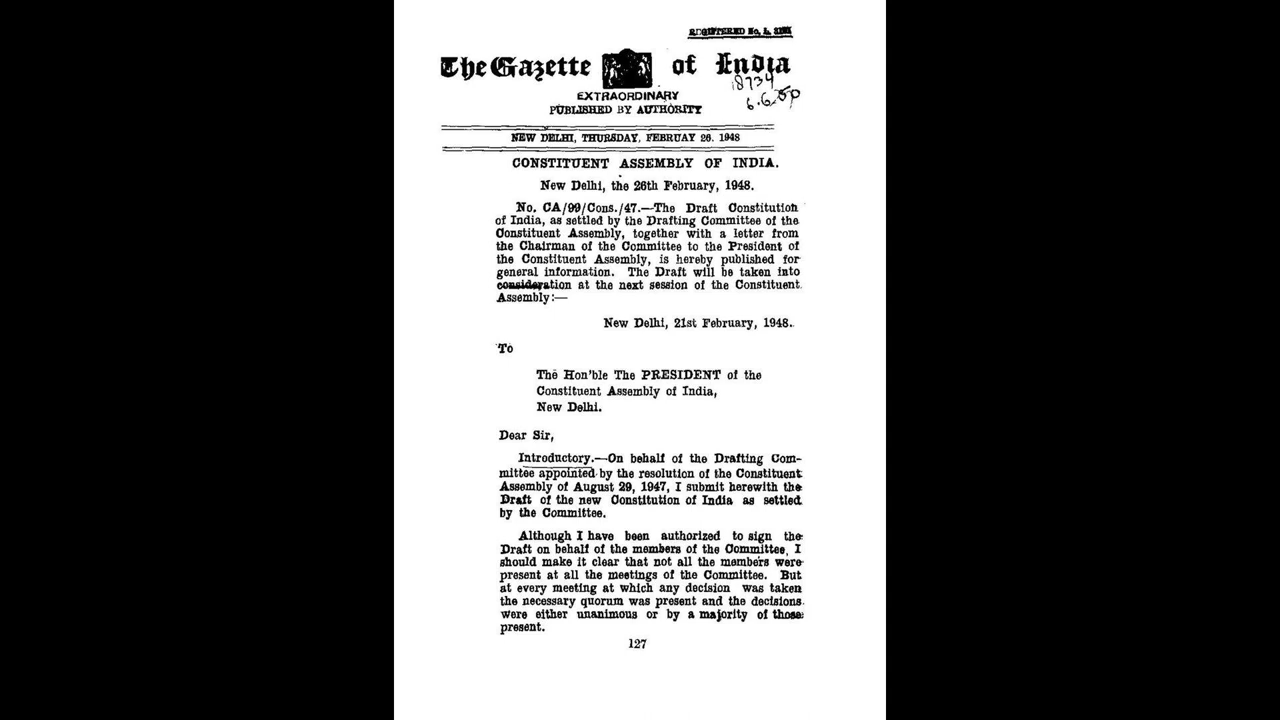 REGISTERED No. L.
The Gazette of India
18734
6.6.50
EXTRAORDINARY
PUBLISHED BY AUTHORITY
NEW DELHI, THURSDAY, FEBRUAY 26. 1948
CONSTITUENT ASSEMBLY OF INDIA.
New Delhi, the 26th February, 1948.
No. CA/99/Cons./47.—The Draft Constitution
of India, as settled by the Drafting Committee of the
Constituent Assembly, together with a letter from
the Chairman of the Committee to the President of
the Constituent Assembly, is hereby published for
general information. The Draft will be taken into
consideration at the next session of the Constituent
Assembly:—
New Delhi, 21st February, 1948.
To
The Hon'ble The PRESIDENT of the
Constituent Assembly of India,
New Delhi.
Dear Sir,
Introductory.—On behalf of the Drafting Com-
mittee appointed by the resolution of the Constituent
Assembly of August 29, 1947, I submit herewith the
Draft of the new Constitution of India as settled
by the Committee.
Although I have been authorized to sign the
Draft on behalf of the members of the Committee, I
should make it clear that not all the members were
present at all the meetings of the Committee. But
at every meeting at which any decision was taken
the necessary quorum was present and the decisions
were either unanimous or by a majority of those
present.
127